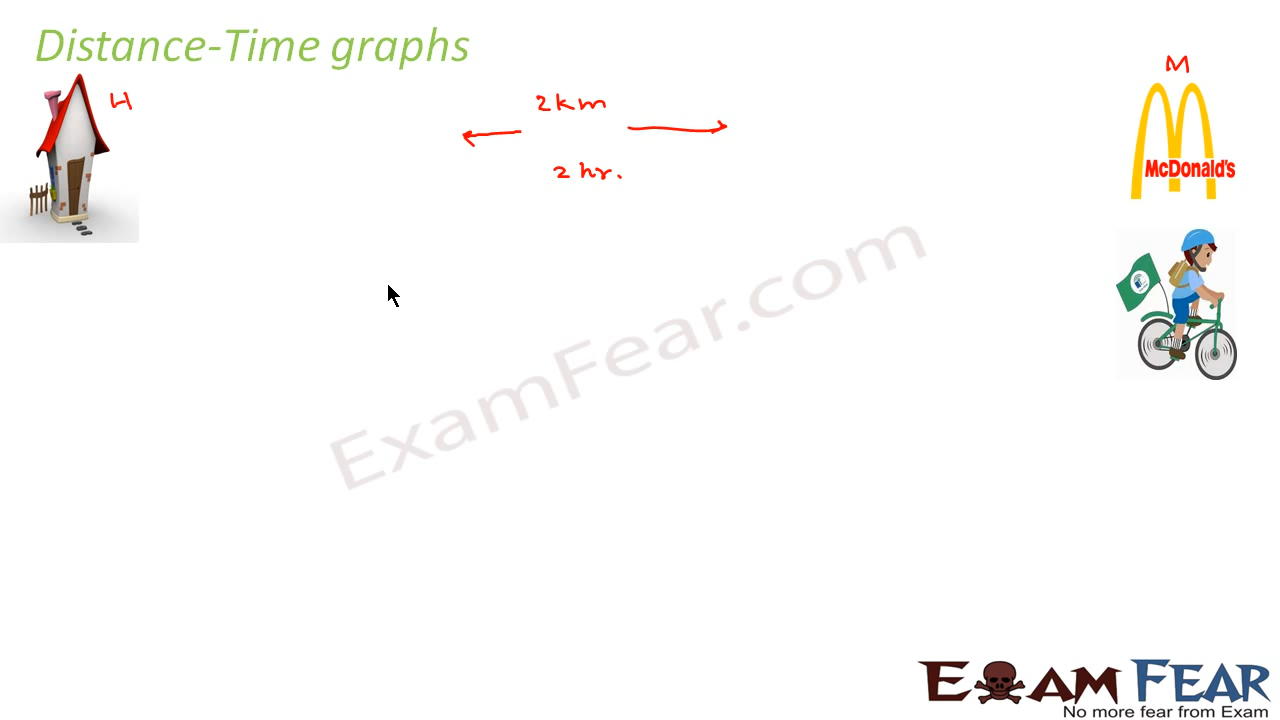 Distance-Time graphs
H
2km
M
McDonald's
2 hr.
ExamFear.com
EXAM FEAR
No more fear from Exam